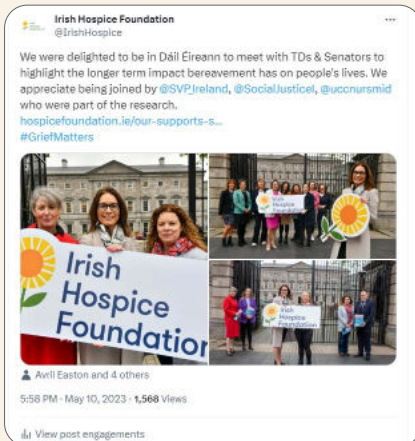 Irish Hospice Foundation
@IrishHospice
We were delighted to be in Dáil Éireann to meet with TDs & Senators to
highlight the longer term impact bereavement has on people's lives. We
appreciate being joined by @SVP_Ireland, @SocialJusticeI, @uccnursmid
who were part of the research.
hospicefoundation.ie/our-supports-s...
#GriefMatters
Irish
Hospice
Foundation
Irish
Hospice
Foundation
Irish
Hospice
Foundation
Avril Easton and 4 others
5:58 PM · May 10, 2023 · 1,568 Views
View post engagements